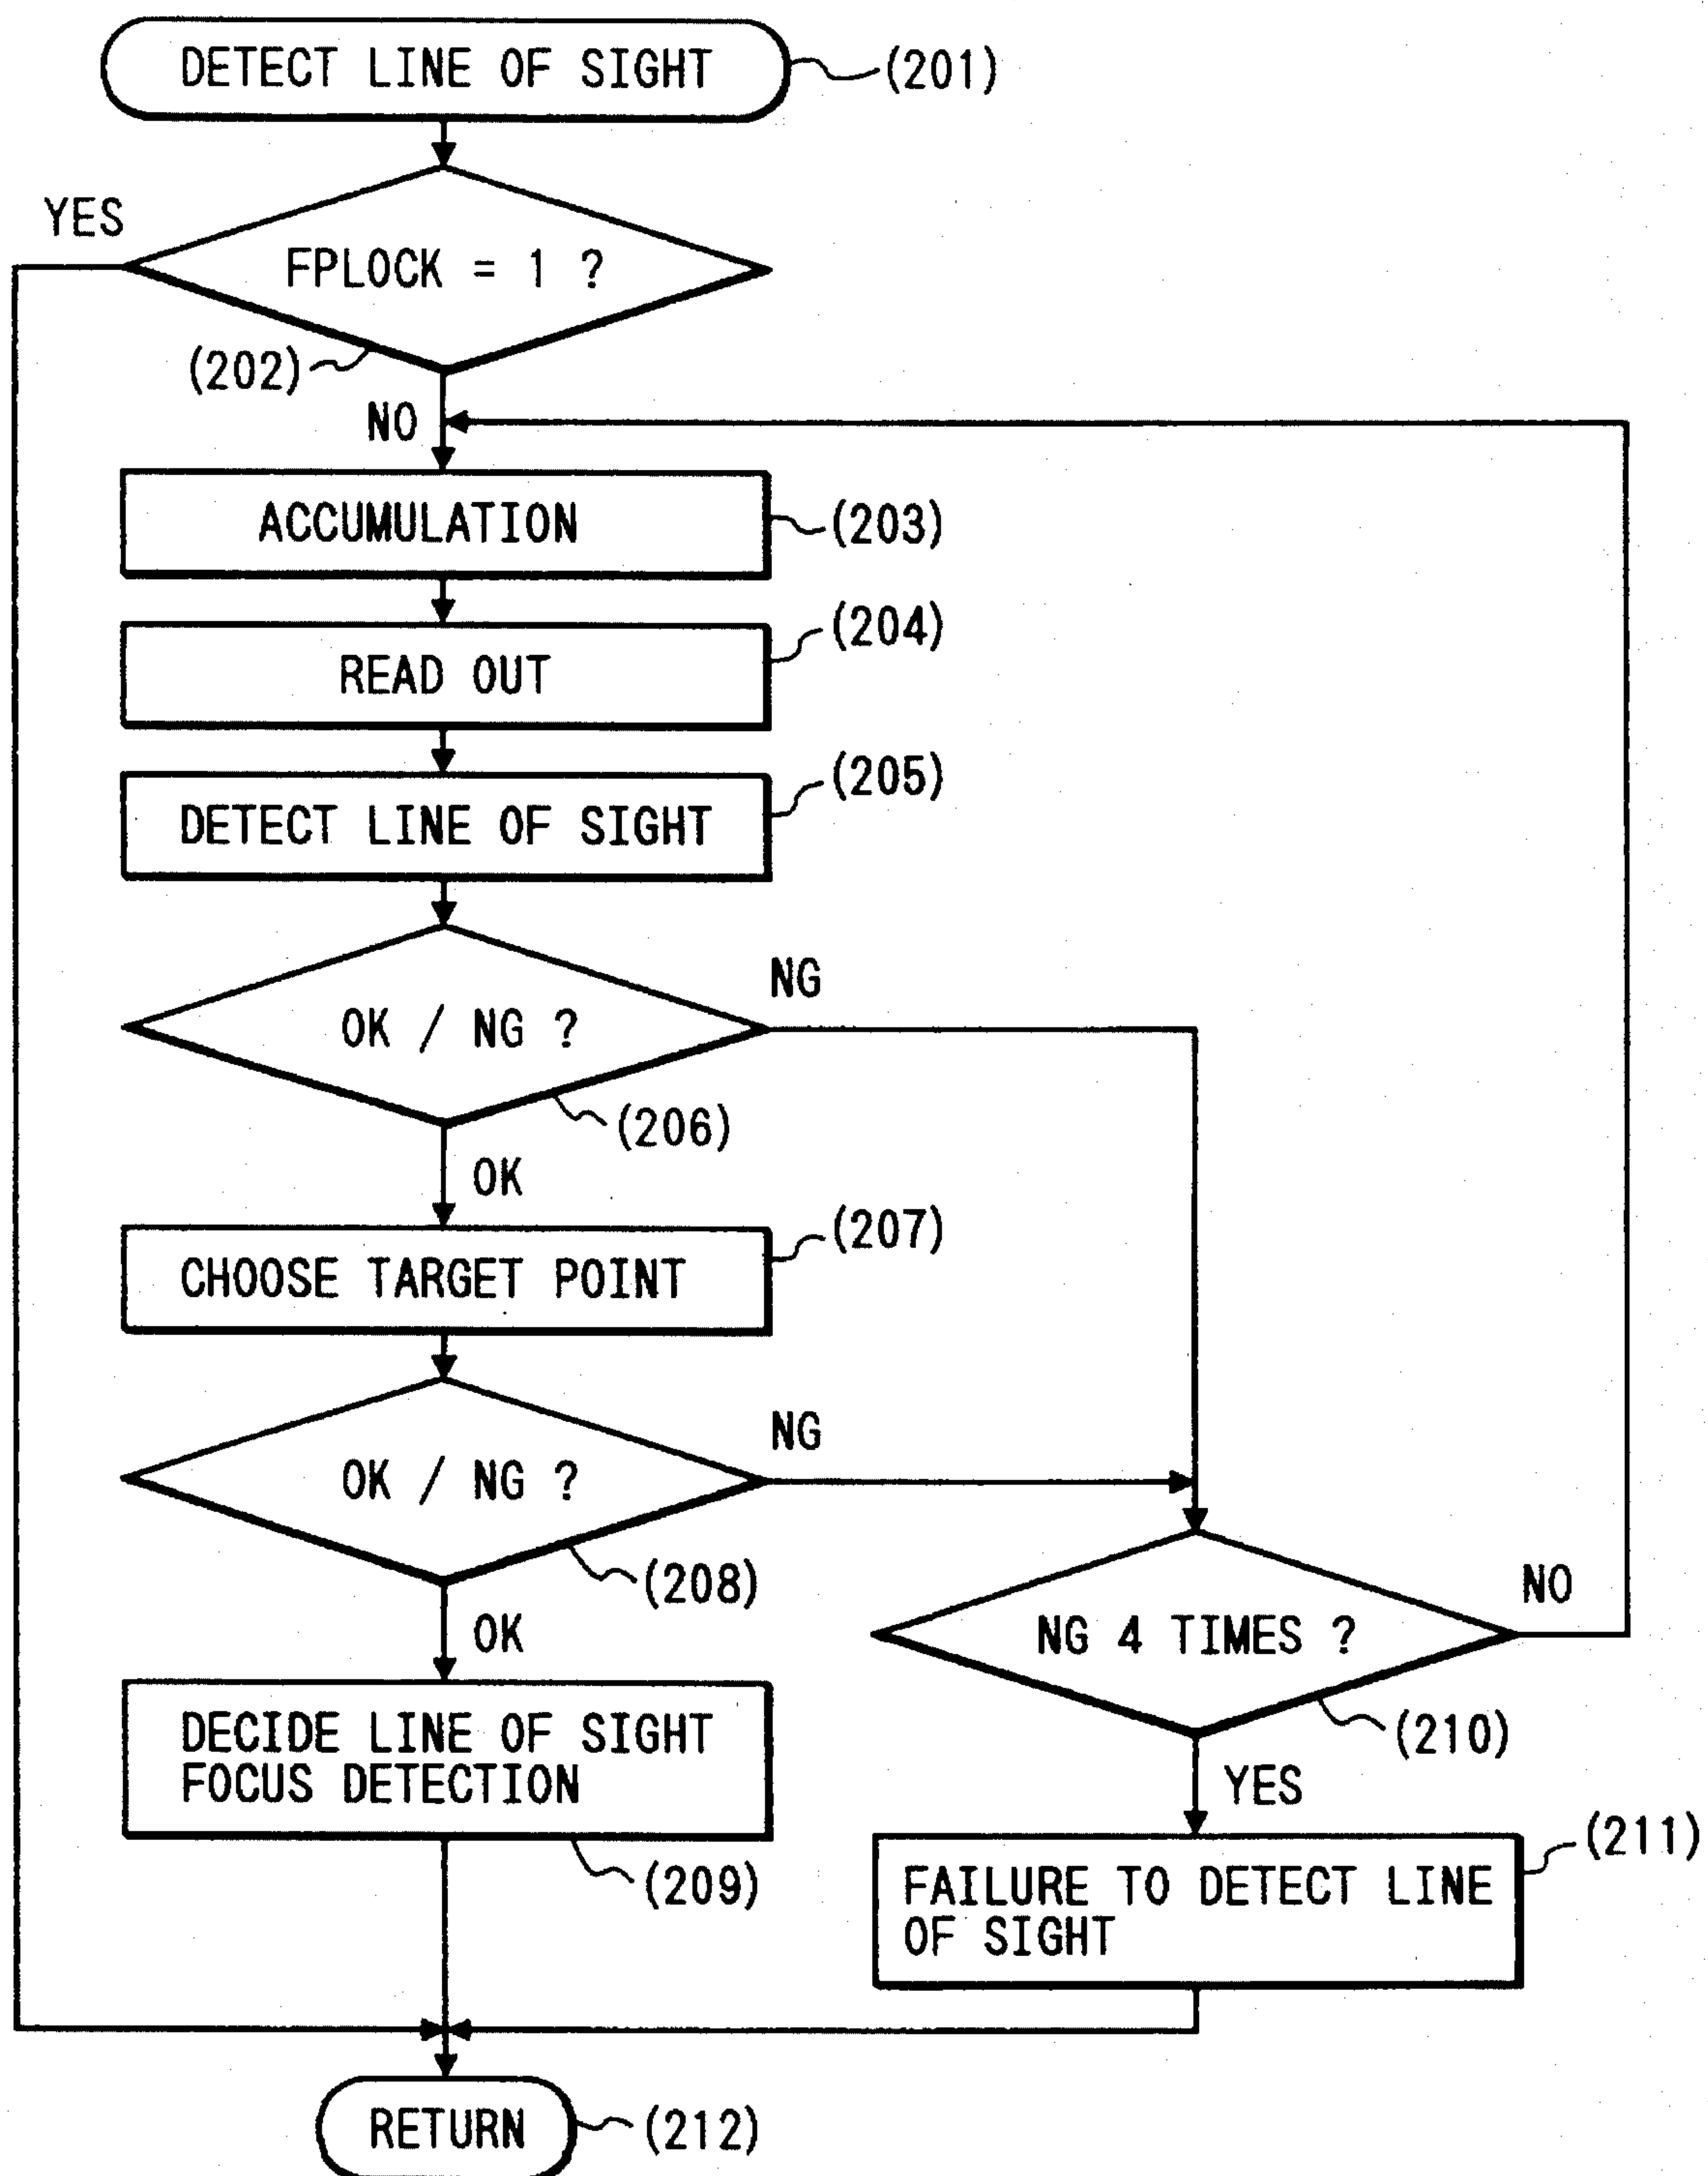 DETECT LINE OF SIGHT
(201)
YES
FPLOCK = 1 ?
(202)
NO
ACCUMULATION
(203)
READ OUT
(204)
DETECT LINE OF SIGHT
(205)
OK / NG ?
NG
(206)
OK
CHOOSE TARGET POINT
(207)
OK / NG ?
NG
(208)
OK
NG 4 TIMES ?
NO
(210)
YES
DECIDE LINE OF SIGHT
FOCUS DETECTION
(209)
FAILURE TO DETECT LINE
OF SIGHT
(211)
RETURN
(212)